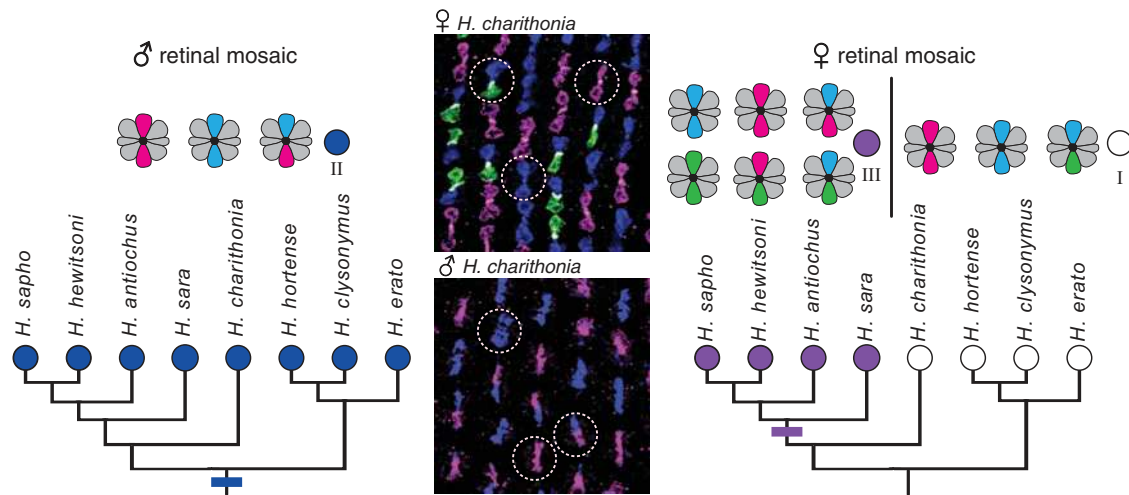 ♂ retinal mosaic
II
H. sapho
H. hewitsoni
H. antiochus
H. sara
H. charithonia
H. hortense
H. clysonymus
H. erato
♀ H. charithonia
♂ H. charithonia
♀ retinal mosaic
III
I
H. sapho
H. hewitsoni
H. antiochus
H. sara
H. charithonia
H. hortense
H. clysonymus
H. erato